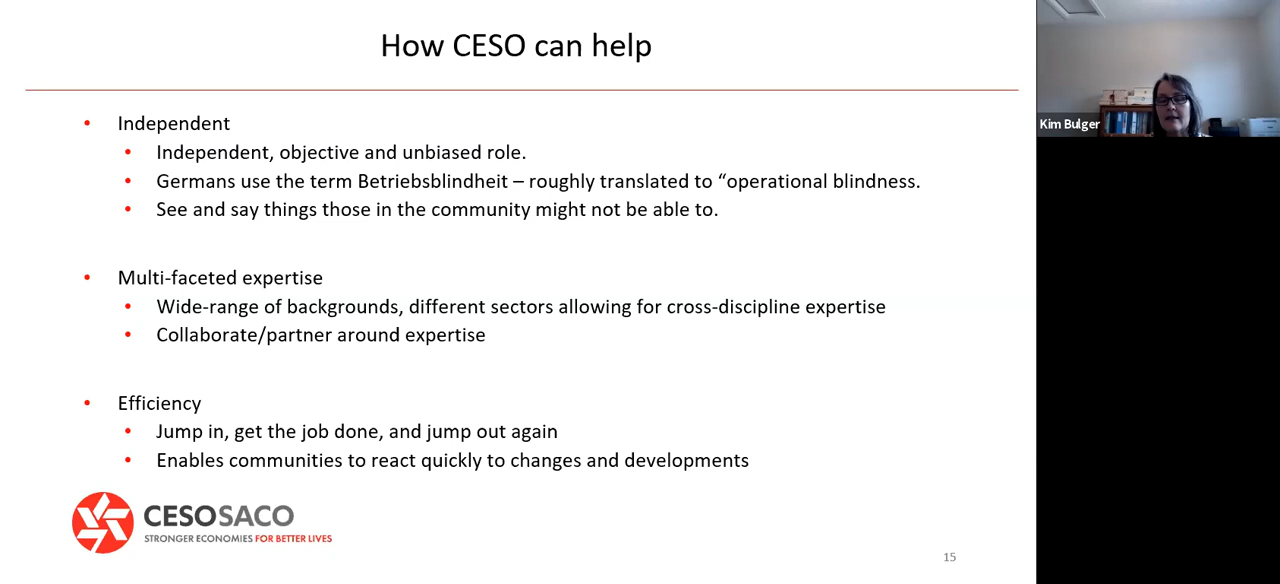 How CESO can help
• Independent
• Independent, objective and unbiased role.
• Germans use the term Betriebsblindheit – roughly translated to “operational blindness.
• See and say things those in the community might not be able to.
• Multi-faceted expertise
• Wide-range of backgrounds, different sectors allowing for cross-discipline expertise
• Collaborate/partner around expertise
• Efficiency
• Jump in, get the job done, and jump out again
• Enables communities to react quickly to changes and developments
CESOSACO
STRONGER ECONOMIES FOR BETTER LIVES
15
Kim Bulger